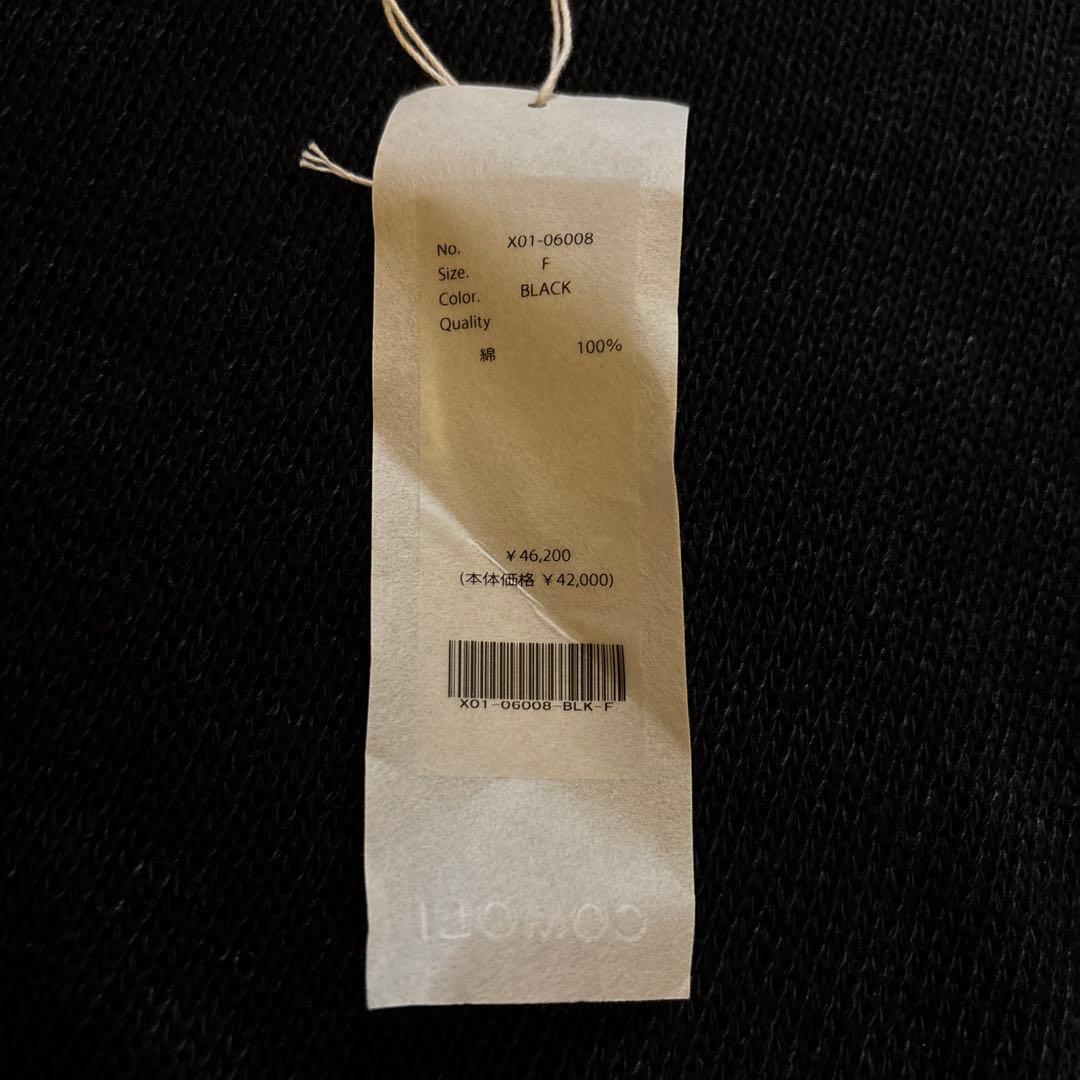 No. X01-06008
Size. F
Color. BLACK
Quality
綿 100%
￥46,200
(本体価格 ￥42,000)
X01-06008-BLK-F